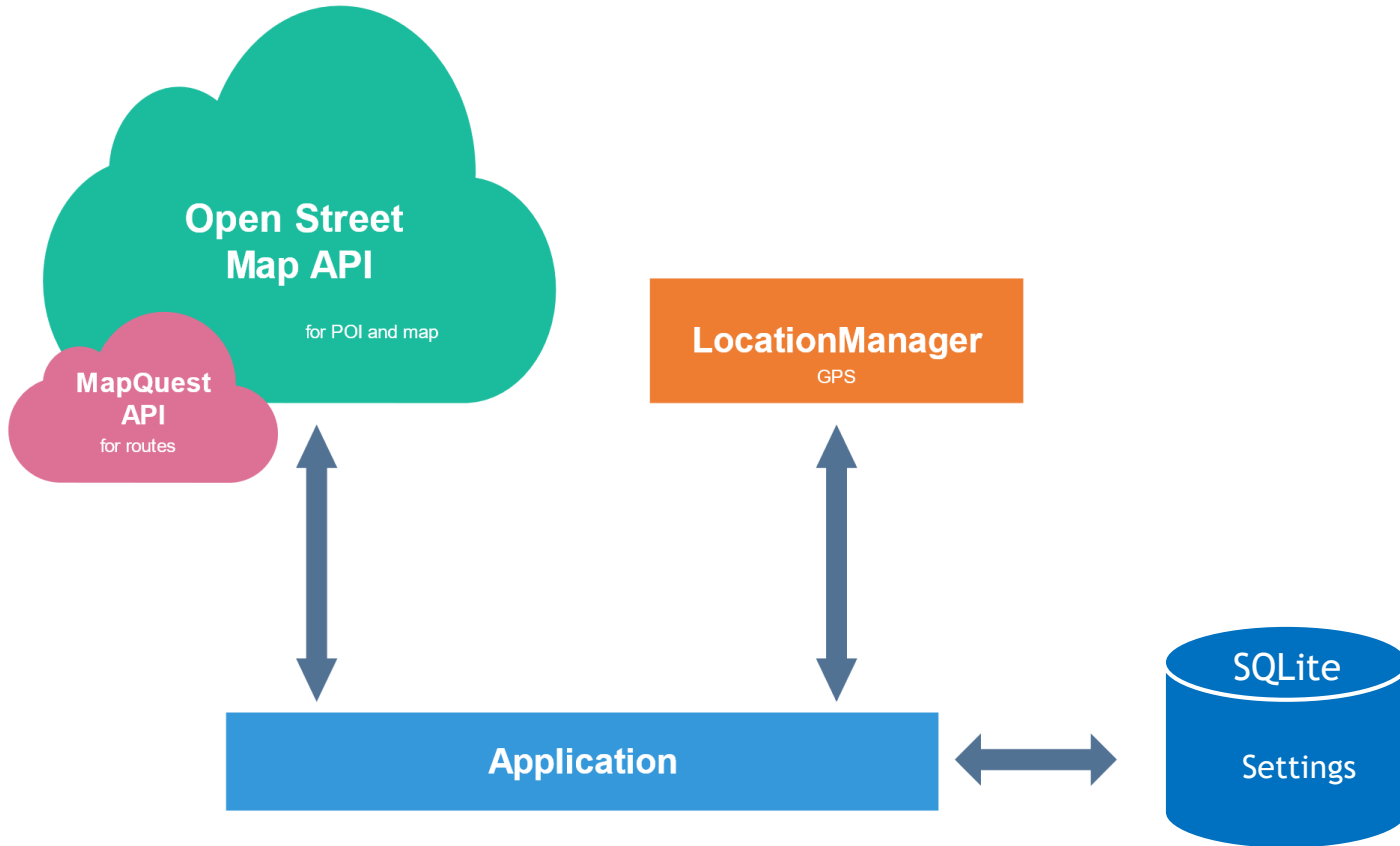 Open Street
Map API
for POI and map
MapQuest
API
for routes
LocationManager
GPS
Application
SQLite
Settings